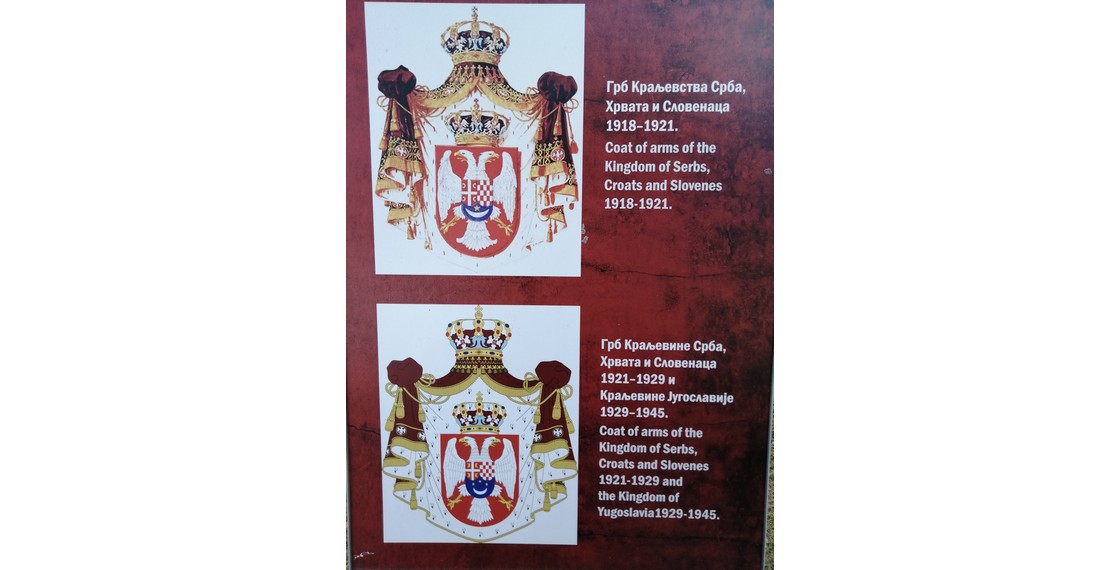 Грб Краљевства Срба,
Хрвата и Словенаца
1918–1921.
Coat of arms of the
Kingdom of Serbs,
Croats and Slovenes
1918-1921.
Грб Краљевине Срба,
Хрвата и Словенаца
1921–1929 и
Краљевине Југославије
1929–1945.
Coat of arms of the
Kingdom of Serbs,
Croats and Slovenes
1921-1929 and
the Kingdom of
Yugoslavia1929-1945.